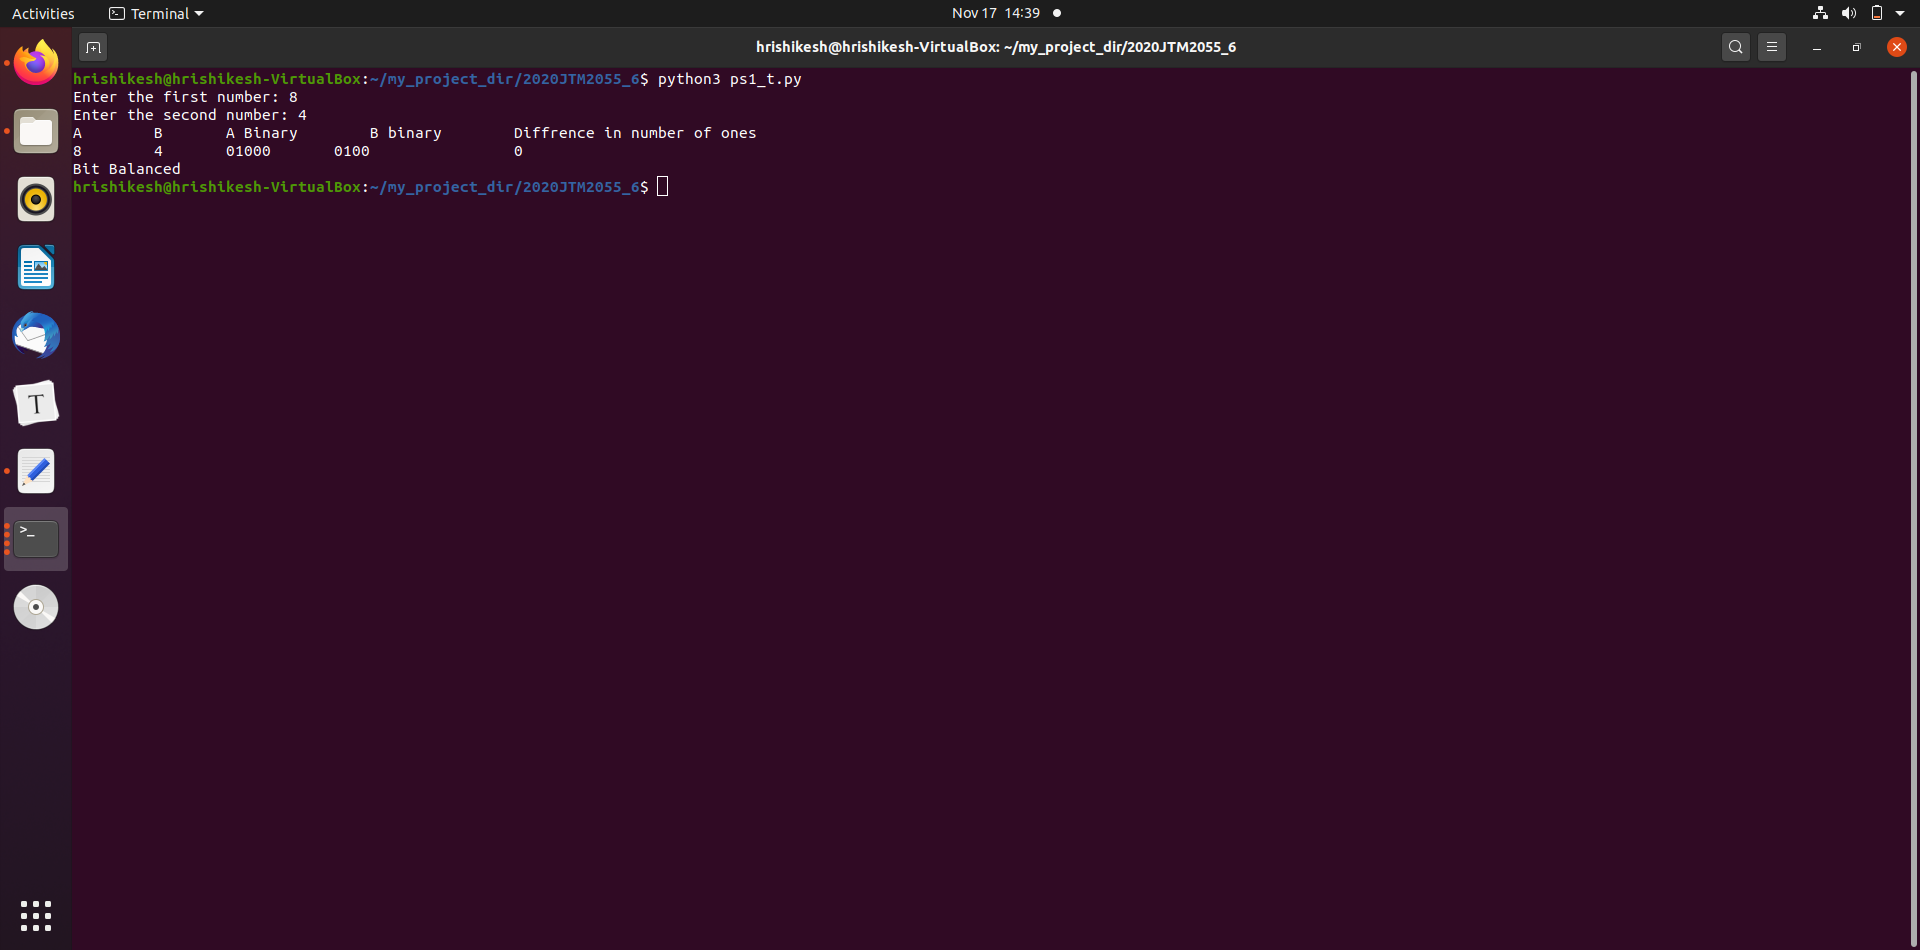 Activities
Terminal
Nov 17 14:39
hrishikesh@hrishikesh-VirtualBox: ~/my_project_dir/2020JTM2055_6
hrishikesh@hrishikesh-VirtualBox:~/my_project_dir/2020JTM2055_6$ python3 ps1_t.py
Enter the first number: 8
Enter the second number: 4
A        B       A Binary        B binary        Diffrence in number of ones
8        4       01000       0100                0
Bit Balanced
hrishikesh@hrishikesh-VirtualBox:~/my_project_dir/2020JTM2055_6$
T
>_